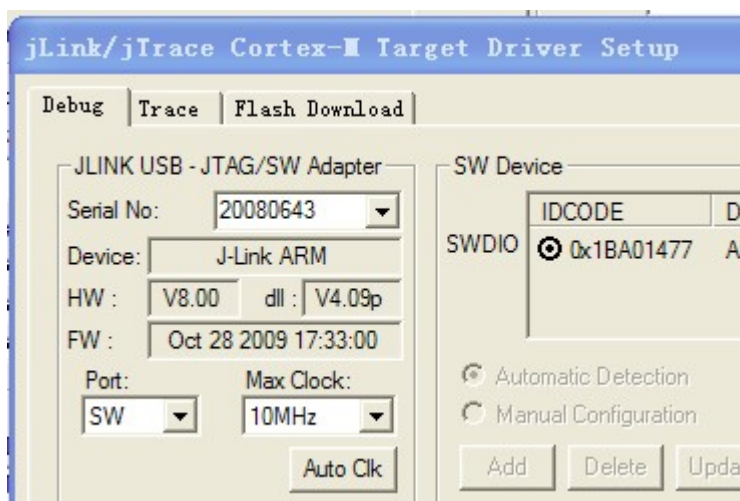 jLink/jTrace Cortex-M Target Driver Setup
Debug Trace Flash Download
JLINK USB - JTAG/SW Adapter
Serial No: 20080643
Device: J-Link ARM
HW : V8.00 dll : V4.09p
FW : Oct 28 2009 17:33:00
Port: Max Clock:
SW 10MHz
Auto Clk
SW Device
IDCODE
SWDIO 0x1BA01477
Automatic Detection
Manual Configuration
Add Delete